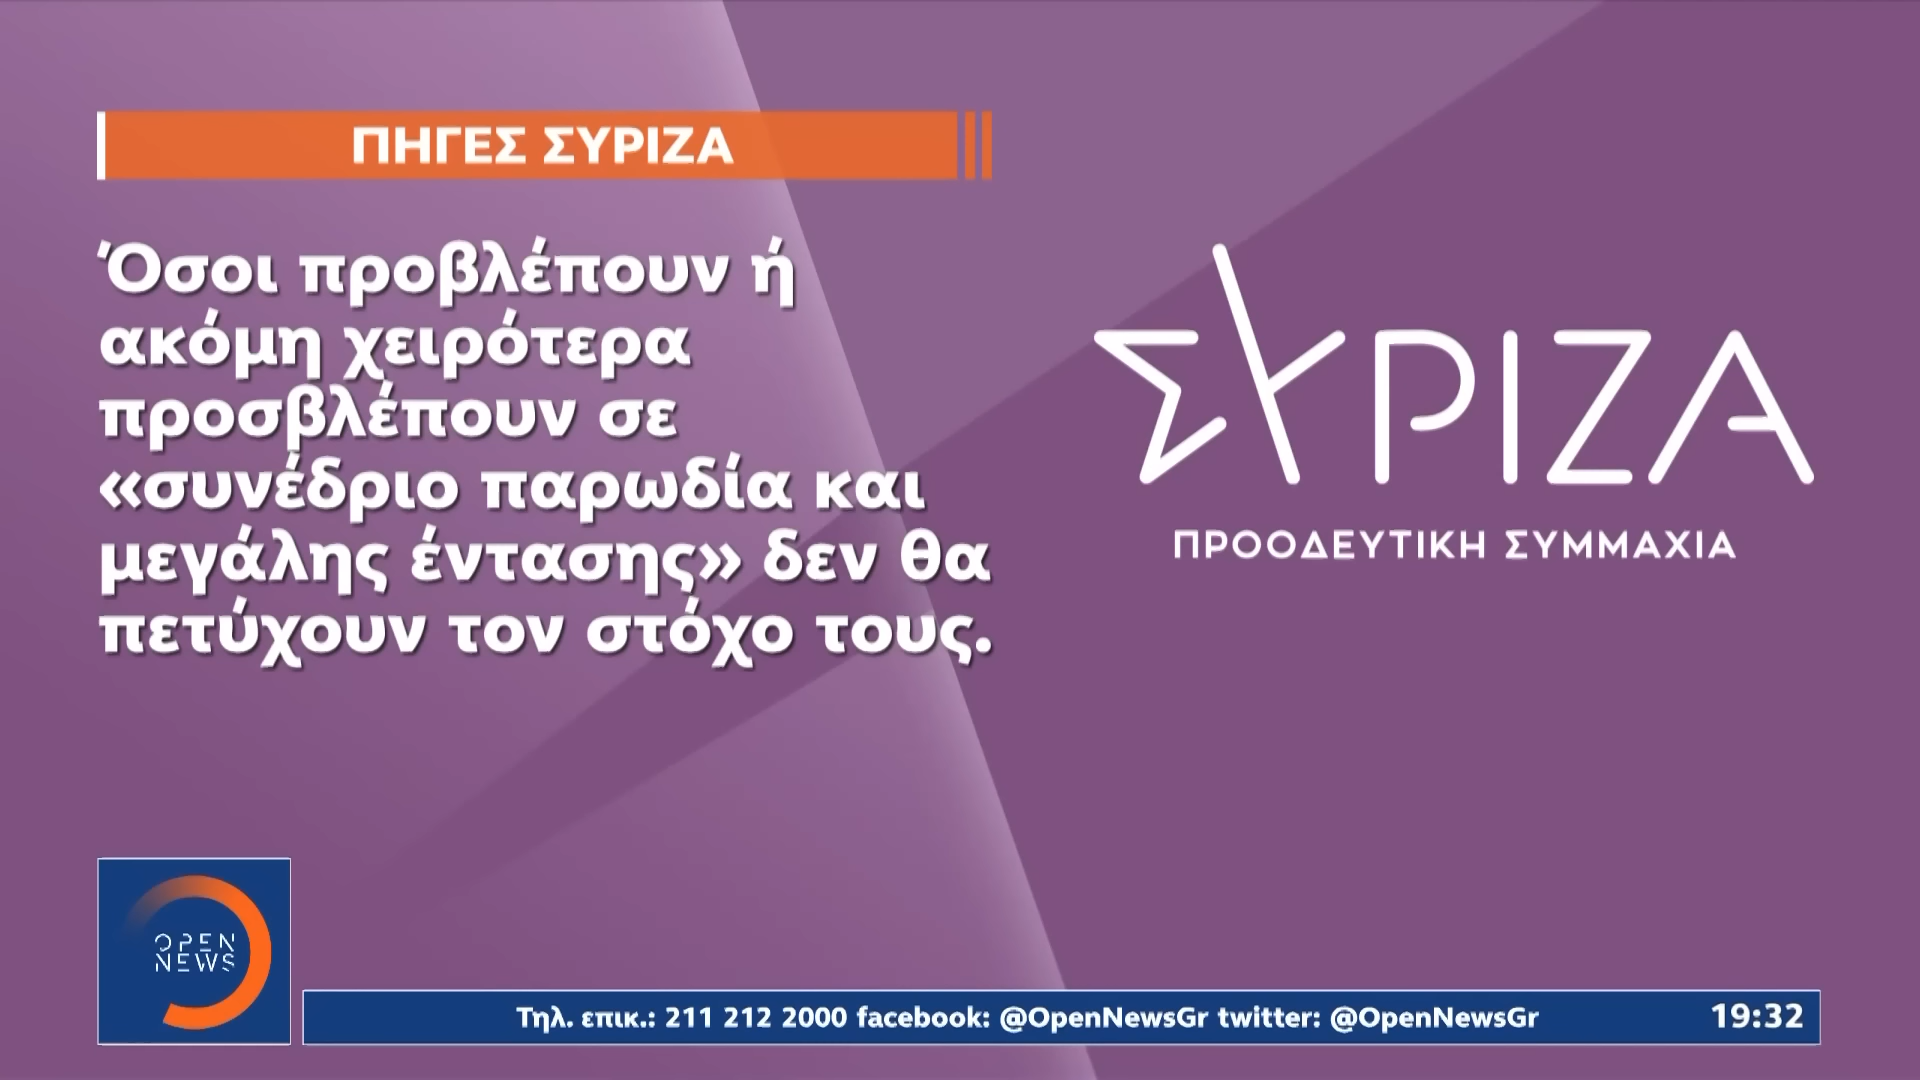 ΠΗΓΕΣ ΣΥΡΙΖΑ
Όσοι προβλέπουν ή
ακόμη χειρότερα
προσβλέπουν σε
«συνέδριο παρωδία και
μεγάλης έντασης» δεν θα
πετύχουν τον στόχο τους.
ΣΥΡΙΖΑ
ΠΡΟΟΔΕΥΤΙΚΗ ΣΥΜΜΑΧΙΑ
OPEN
NEWS
Τηλ. επικ.: 211 212 2000 facebook: @OpenNewsGr twitter: @OpenNewsGr
19:32